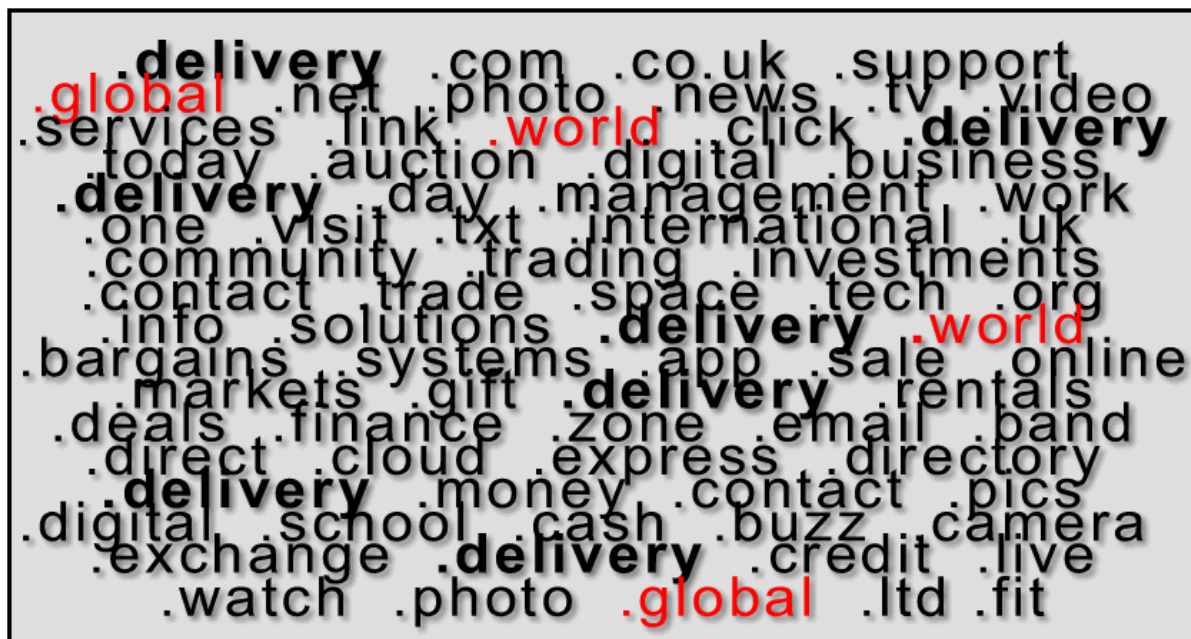 .delivery .com .co.uk .support
.global .net .photo .news .tv .video
.services .link .world .click .delivery
.today .auction .digital .business
.delivery .day .management .work
.one .visit .txt .international .uk
.community .trading .investments
.contact .trade .space .tech .org
.info .solutions .delivery .world
.bargains .systems .app .sale .online
.markets .gift .delivery .rentals
.deals .finance .zone .email .band
.direct .cloud .express .directory
.delivery .money .contact .pics
.digital .school .cash .buzz .camera
.exchange .delivery .credit .live
.watch .photo .global .ltd .fit